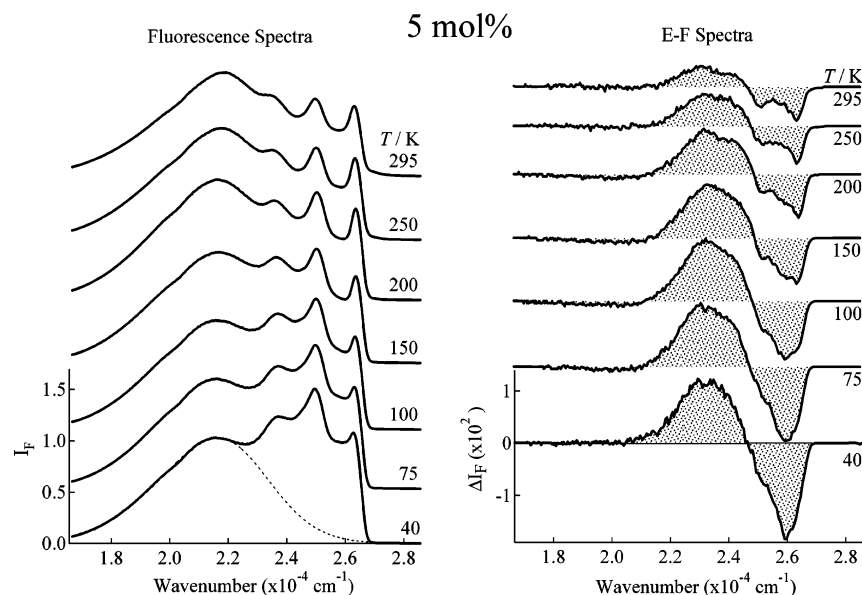 5 mol%
Fluorescence Spectra
T / K
295
250
200
150
100
75
40
1.5
1.0
0.5
0.0
I_F
1.8 2.0 2.2 2.4 2.6 2.8
Wavenumber (x10⁻⁴ cm⁻¹)
E-F Spectra
T / K
295
250
200
150
100
75
40
1
0
-1
ΔI_F (x10²)
1.8 2.0 2.2 2.4 2.6 2.8
Wavenumber (x10⁻⁴ cm⁻¹)